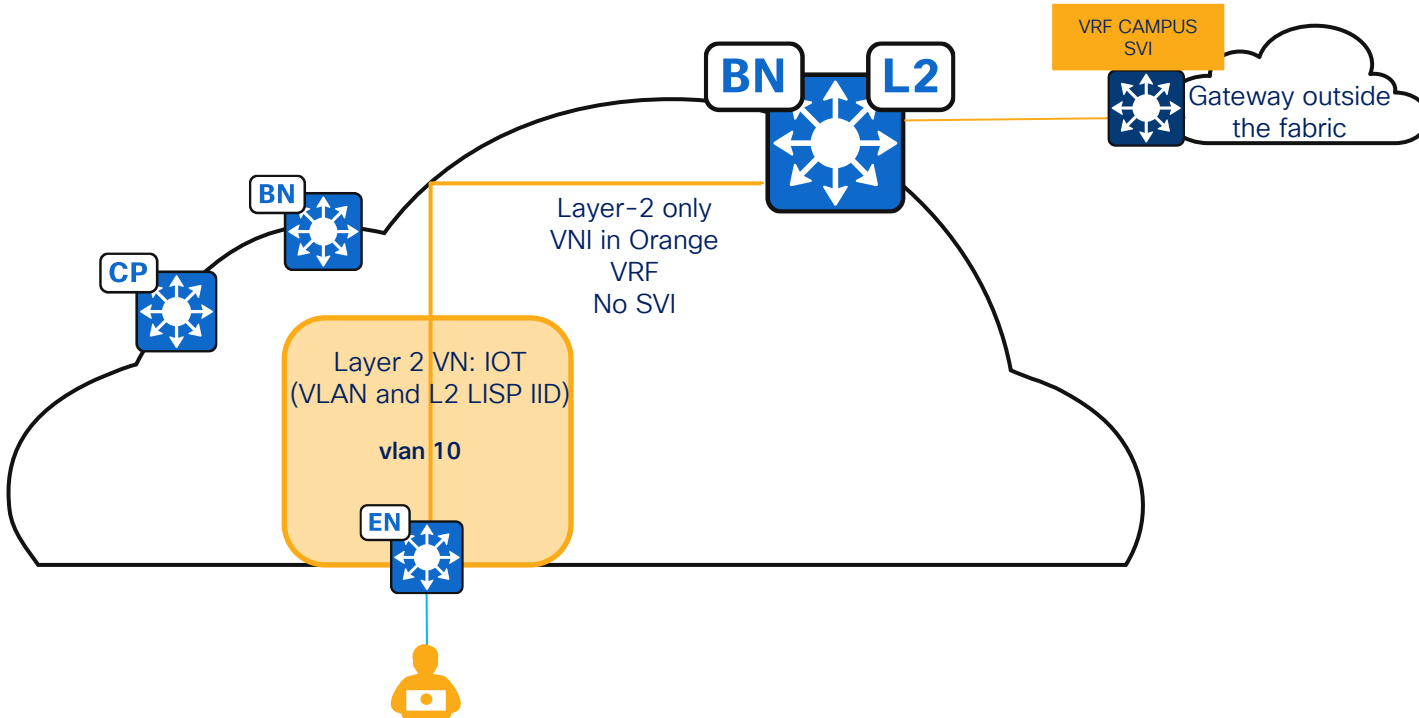 VRF CAMPUS
SVI
BN
L2
Gateway outside
the fabric
BN
Layer-2 only
VNI in Orange
VRF
No SVI
CP
Layer 2 VN: IOT
(VLAN and L2 LISP IID)
vlan 10
EN